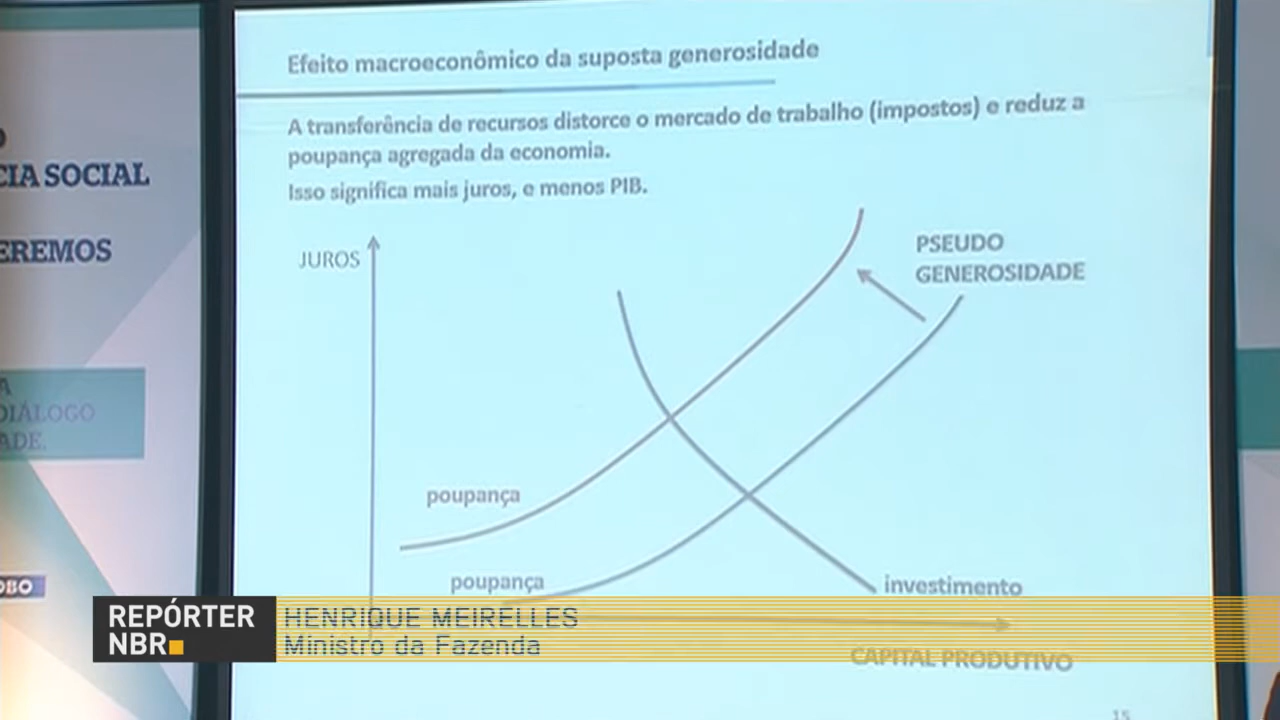 Efeito macroeconômico da suposta generosidade
A transferência de recursos distorce o mercado de trabalho (impostos) e reduz a
poupança agregada da economia.
Isso significa mais juros, e menos PIB.
JUROS
PSEUDO
GENEROSIDADE
poupança
poupança
investimento
CAPITAL PRODUTIVO
15
CIA SOCIAL
EREMOS
A
DIÁLOGO
ADE.
OBO
REPÓRTER
NBR
HENRIQUE MEIRELLES
Ministro da Fazenda